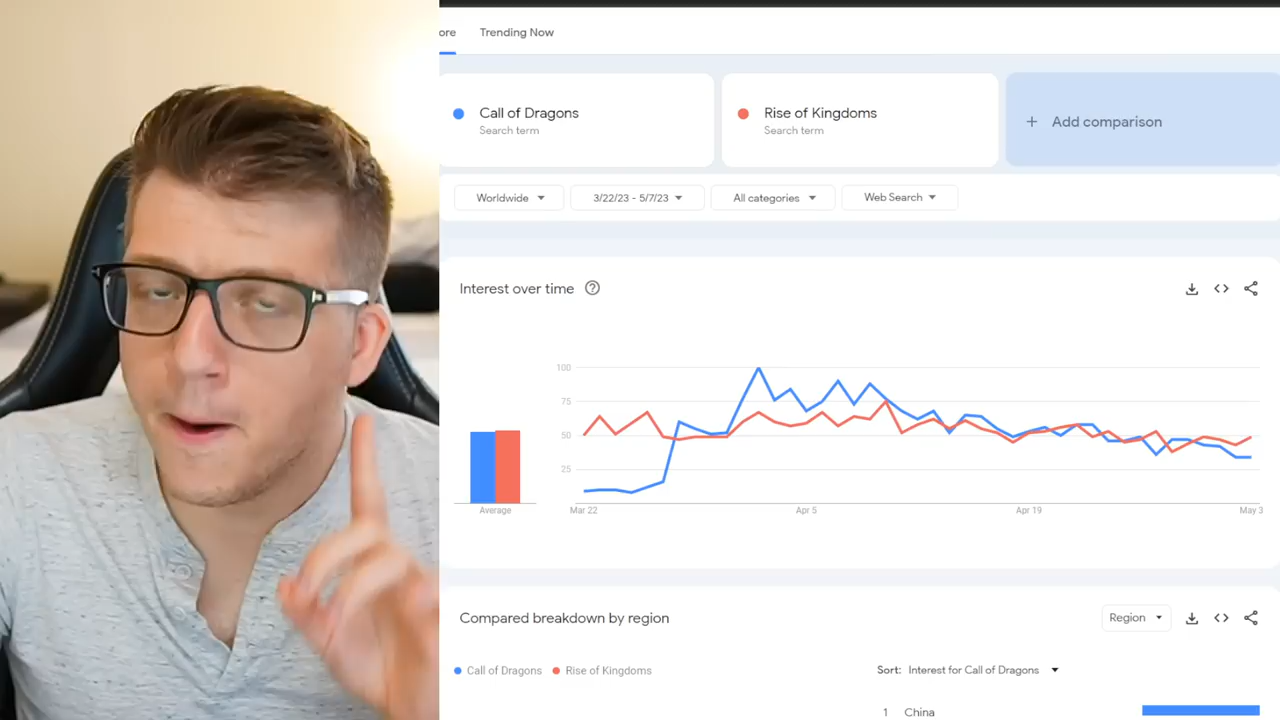 ore Trending Now
Call of Dragons
Search term
Rise of Kingdoms
Search term
+ Add comparison
Worldwide 3/22/23 - 5/7/23 All categories Web Search
Interest over time ?
100
75
50
25
Average
Mar 22 Apr 5 Apr 19 May 3
Compared breakdown by region
Region
Call of Dragons Rise of Kingdoms
Sort: Interest for Call of Dragons
1 China